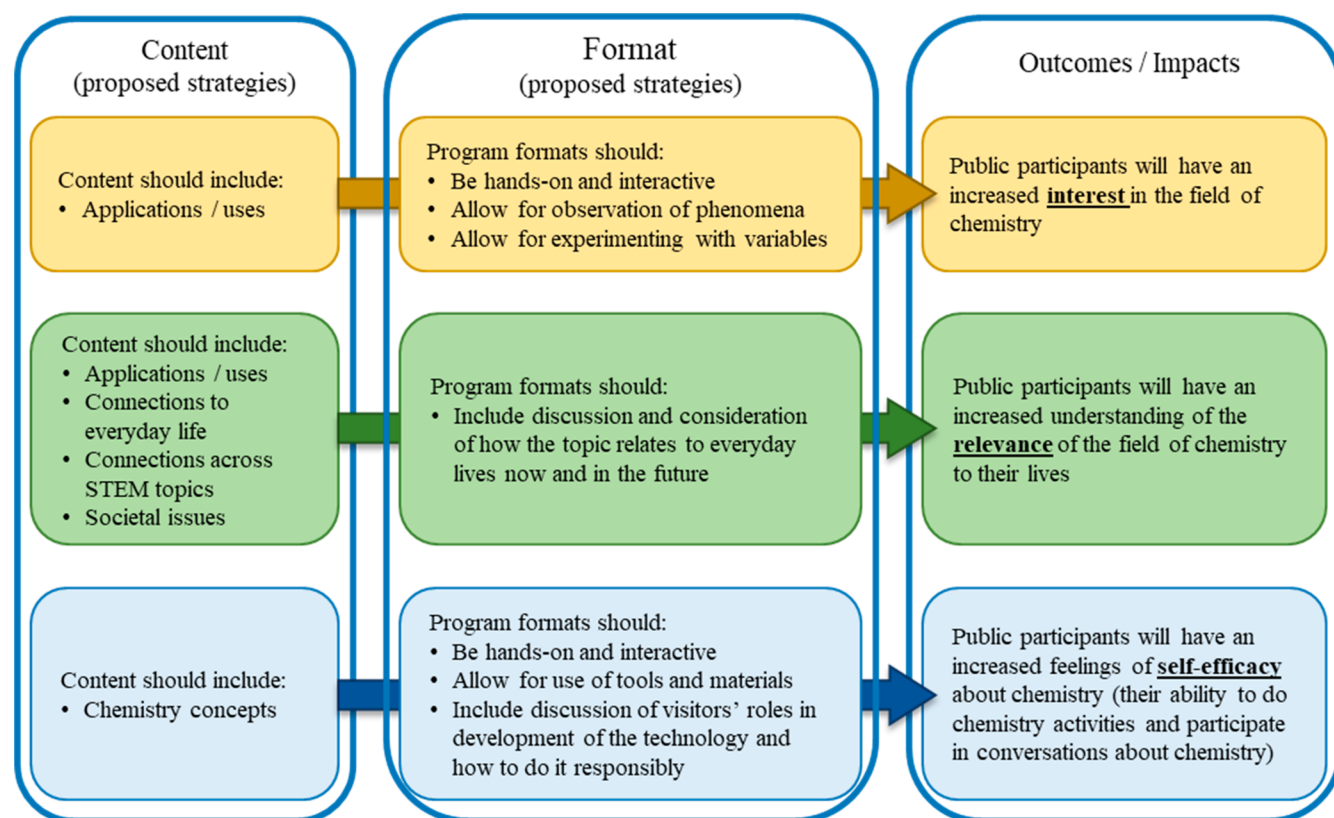 Content
(proposed strategies)
Format
(proposed strategies)
Outcomes / Impacts
Content should include:
• Applications / uses
Program formats should:
• Be hands-on and interactive
• Allow for observation of phenomena
• Allow for experimenting with variables
Public participants will have an
increased interest in the field of
chemistry
Content should include:
• Applications / uses
• Connections to
everyday life
• Connections across
STEM topics
• Societal issues
Program formats should:
• Include discussion and consideration
of how the topic relates to everyday
lives now and in the future
Public participants will have an
increased understanding of the
relevance of the field of chemistry
to their lives
Content should include:
• Chemistry concepts
Program formats should:
• Be hands-on and interactive
• Allow for use of tools and materials
• Include discussion of visitors’ roles in
development of the technology and
how to do it responsibly
Public participants will have an
increased feelings of self-efficacy
about chemistry (their ability to do
chemistry activities and participate
in conversations about chemistry)